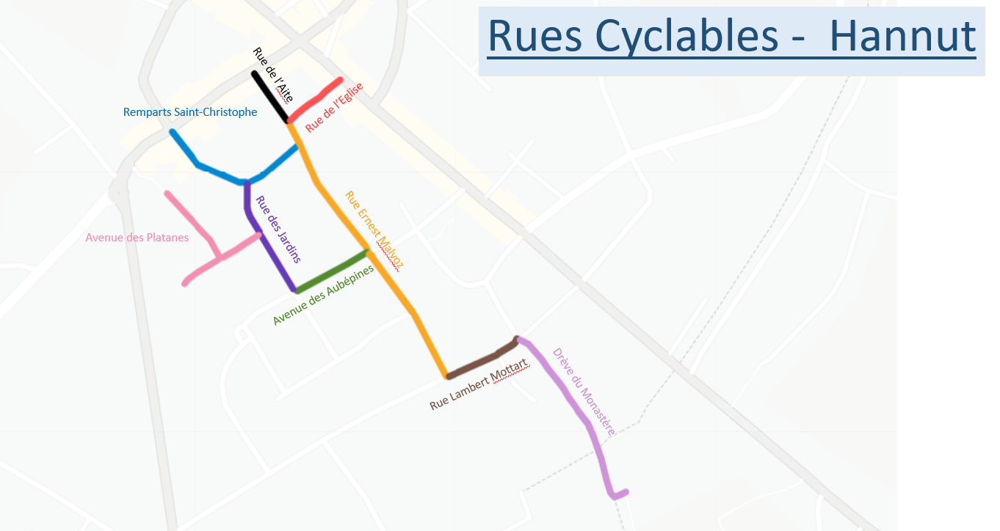 Rues Cyclables - Hannut
Rue de l'Aite
Rue de l'Eglise
Remparts Saint-Christophe
Rue Ernest Malvoz
Rue des Jardins
Avenue des Platanes
Avenue des Aubépines
Rue Lambert Mottart
Drève du Monastère